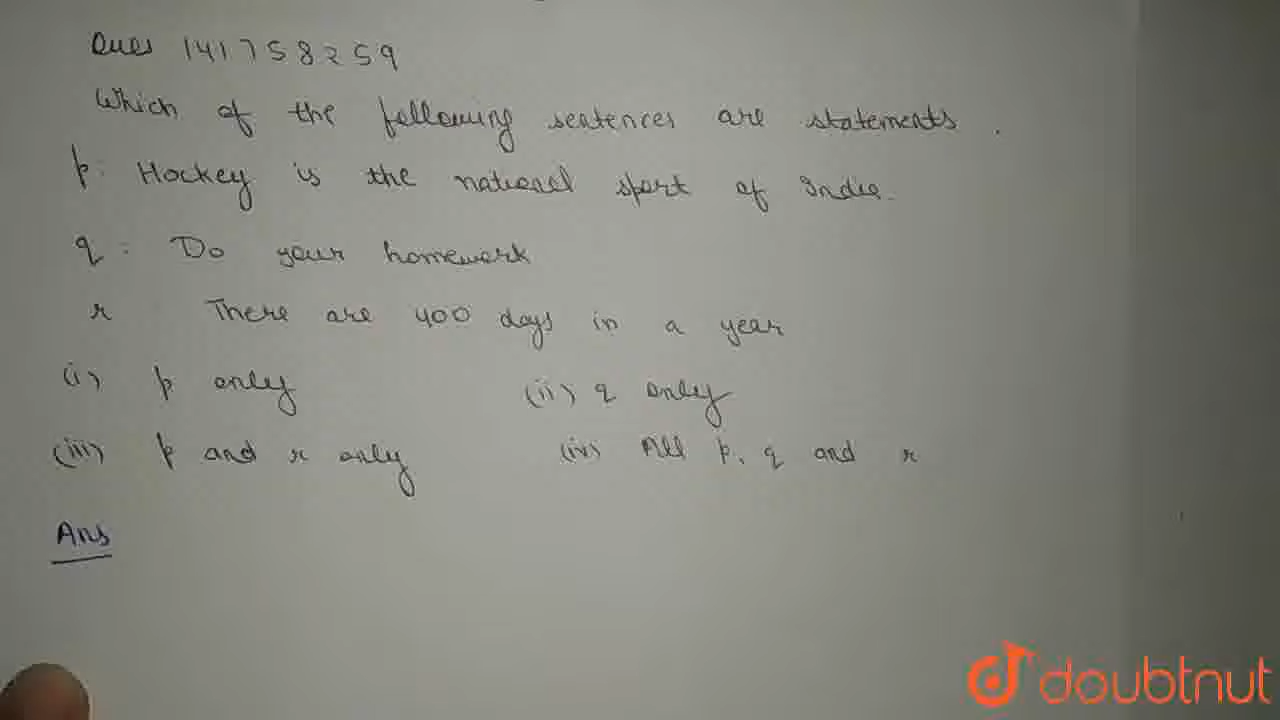 Ques 141758259
Which of the following sentences are statements.
p: Hockey is the national sport of India.
q: Do your homework
r There are 400 days in a year
(i) p only (ii) q only
(iii) p and r only (iv) All p, q and r
Ans
doubtnut